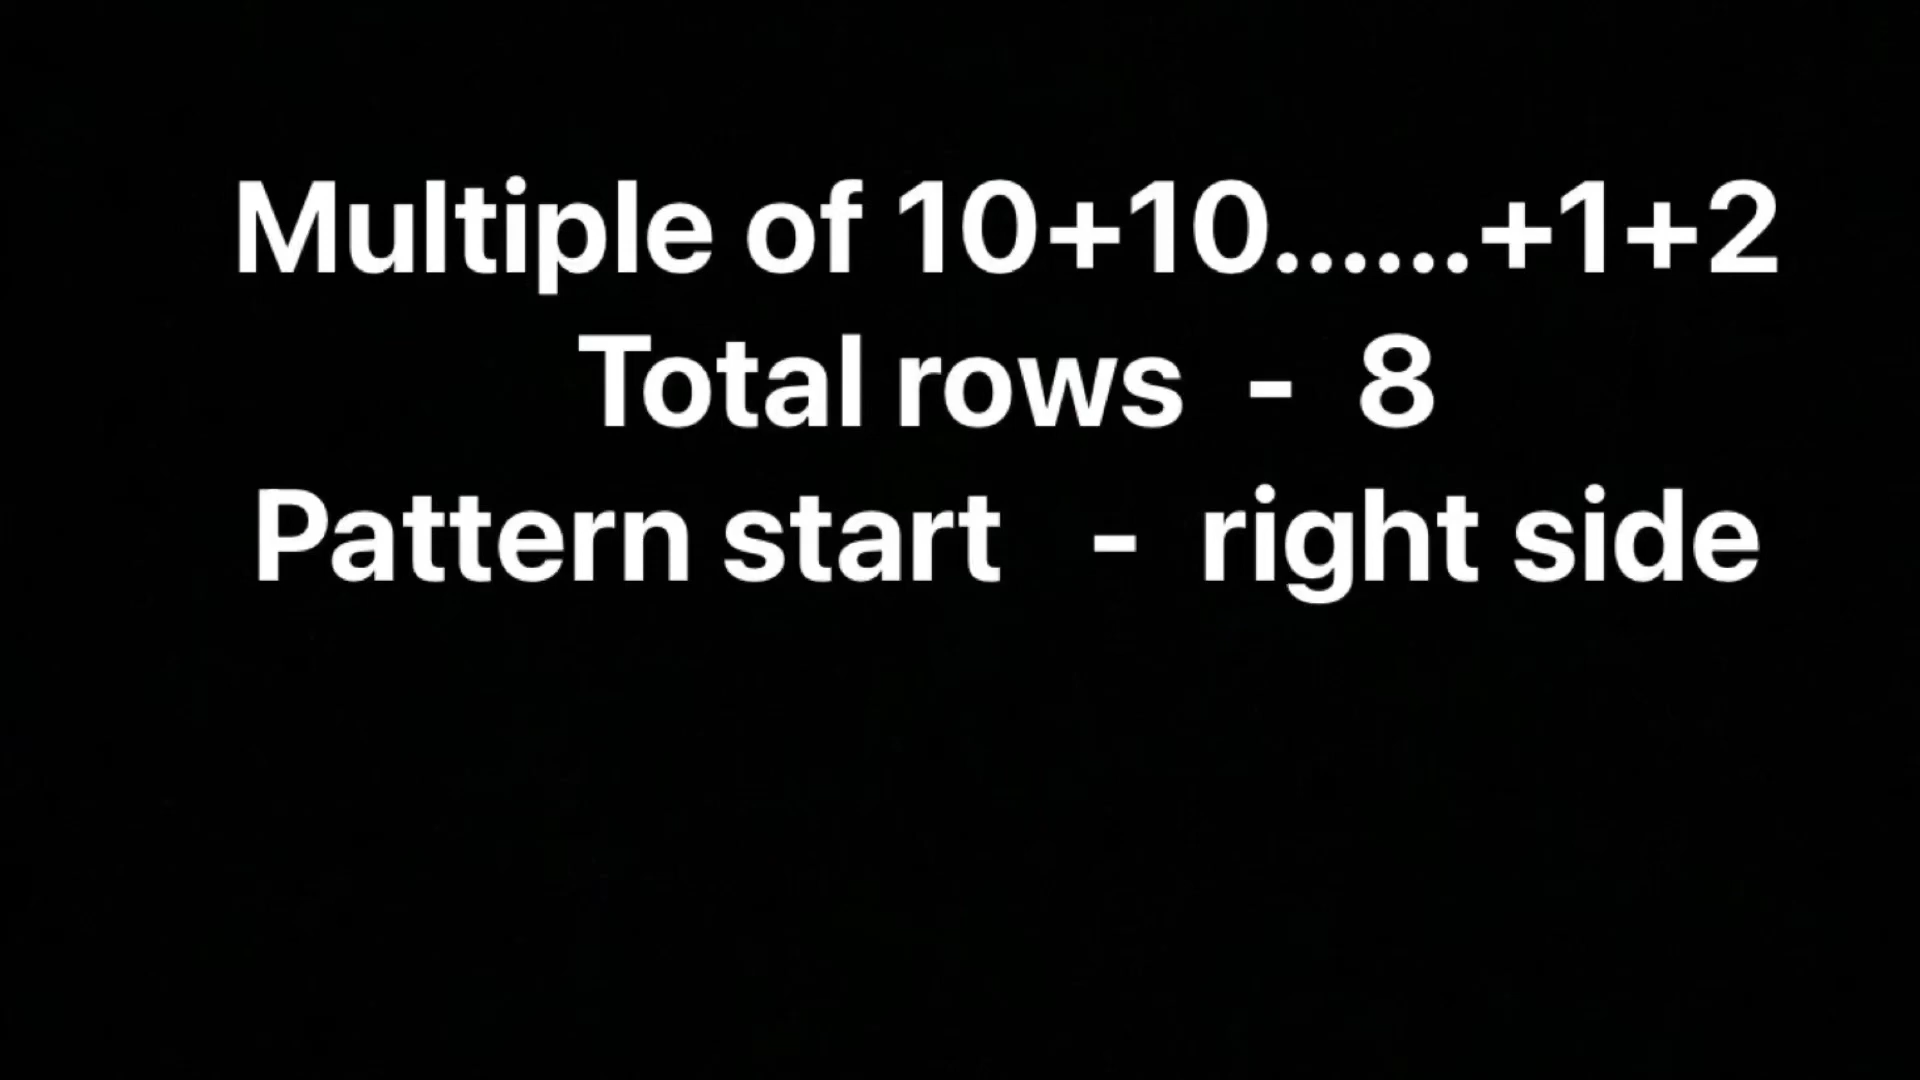 Multiple of 10+10......+1+2
Total rows - 8
Pattern start - right side